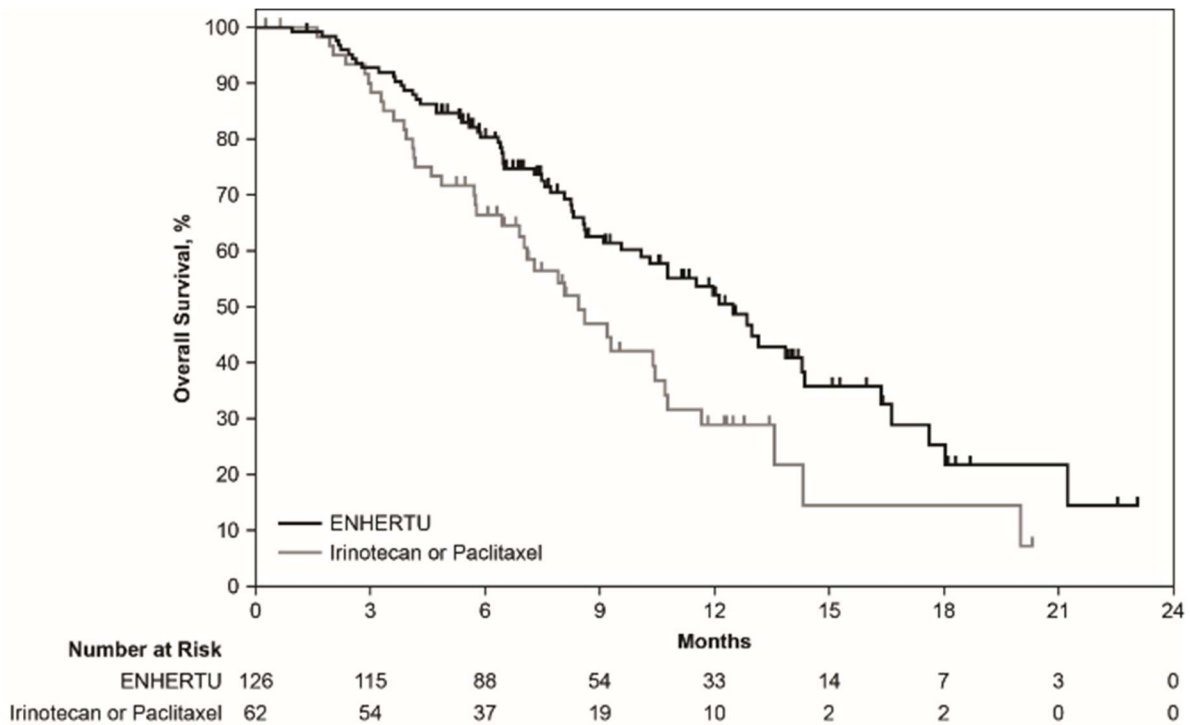 100
90
80
70
60
50
40
30
20
10
0
Overall Survival, %
ENHERTU
Irinotecan or Paclitaxel
0 3 6 9 12 15 18 21 24
Months
Number at Risk
ENHERTU 126 115 88 54 33 14 7 3 0
Irinotecan or Paclitaxel 62 54 37 19 10 2 2 0 0